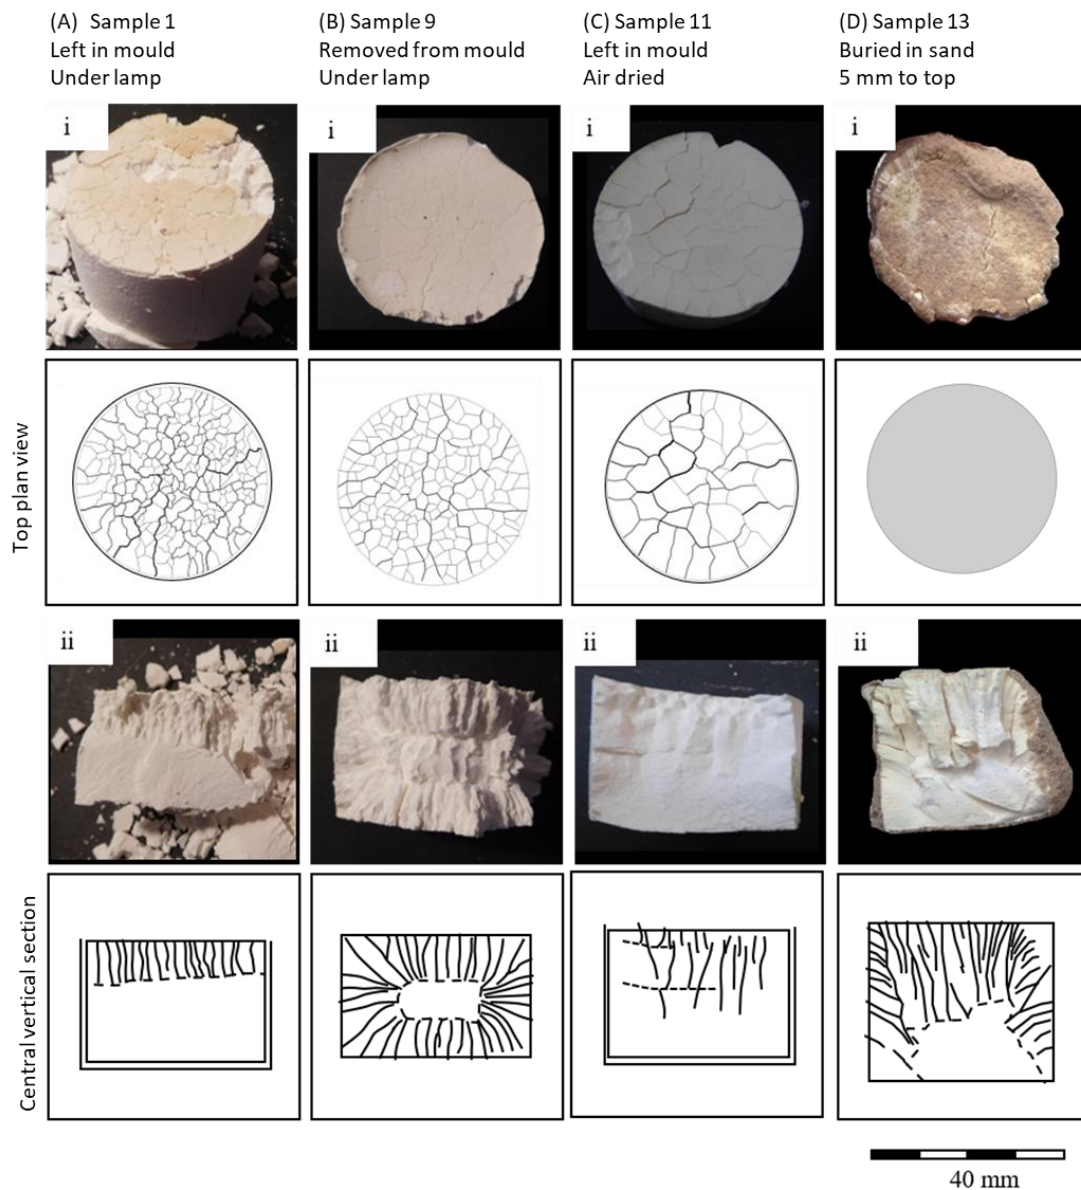 (A) Sample 1
Left in mould
Under lamp
(B) Sample 9
Removed from mould
Under lamp
(C) Sample 11
Left in mould
Air dried
(D) Sample 13
Buried in sand
5 mm to top
i
i
i
i
Top plan view
ii
ii
ii
ii
Central vertical section
40 mm